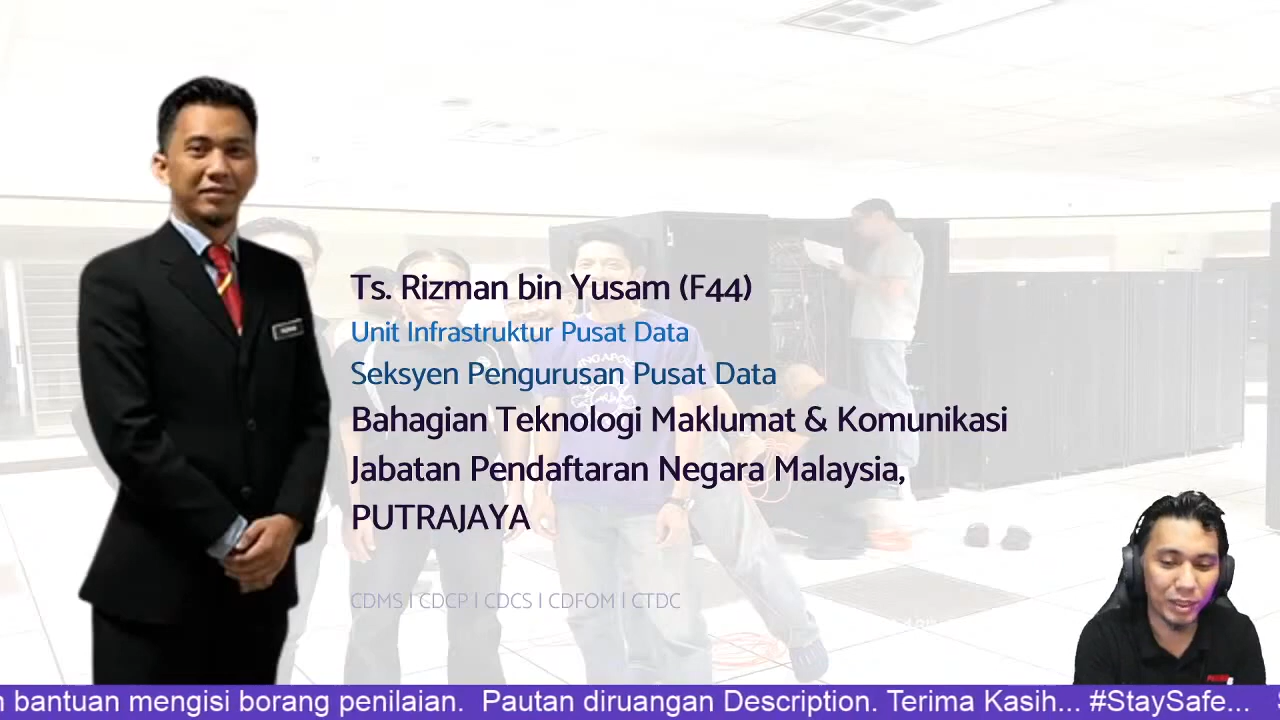 Ts. Rizman bin Yusam (F44)
Unit Infrastruktur Pusat Data
Seksyen Pengurusan Pusat Data
Bahagian Teknologi Maklumat & Komunikasi
Jabatan Pendaftaran Negara Malaysia,
PUTRAJAYA
CDMS | CDCP | CDCS | CDFOM | CTDC
bantuan mengisi borang penilaian. Pautan diruangan Description. Terima Kasih... #StaySafe...